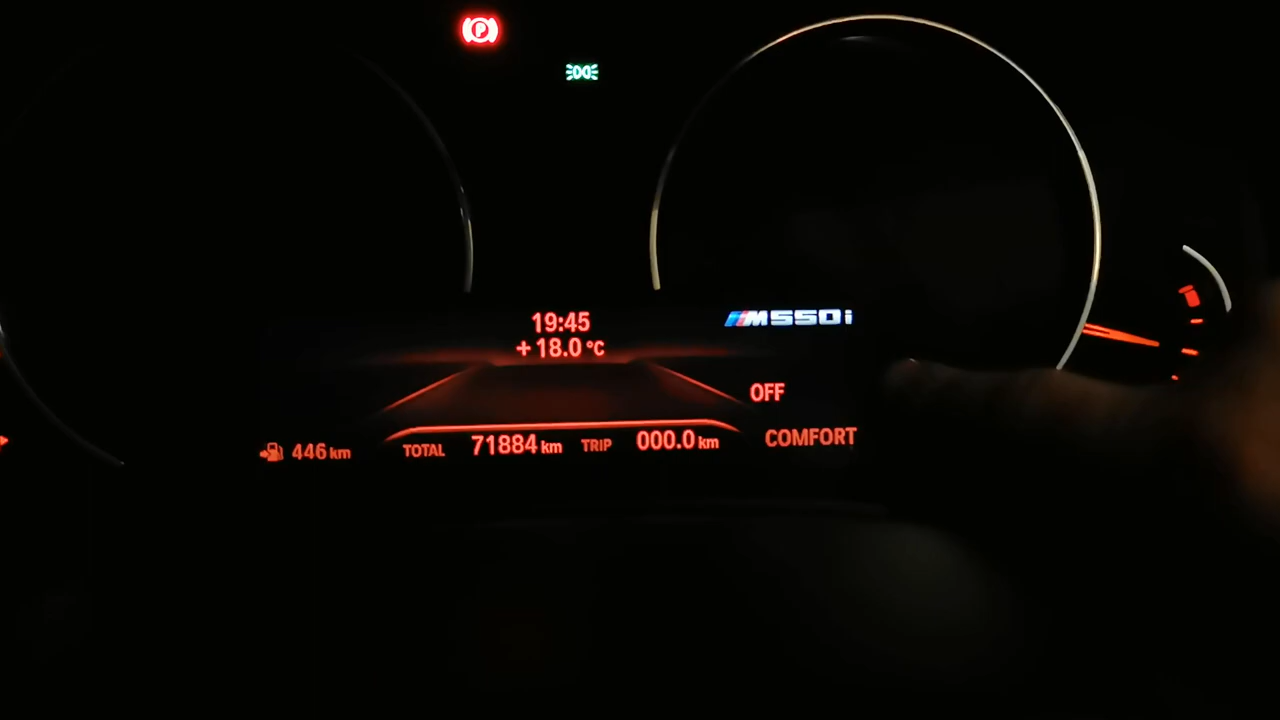 P
19:45
M550i
+ 18.0 °C
OFF
446 km
TOTAL 71884 km TRIP 000.0 km
COMFORT